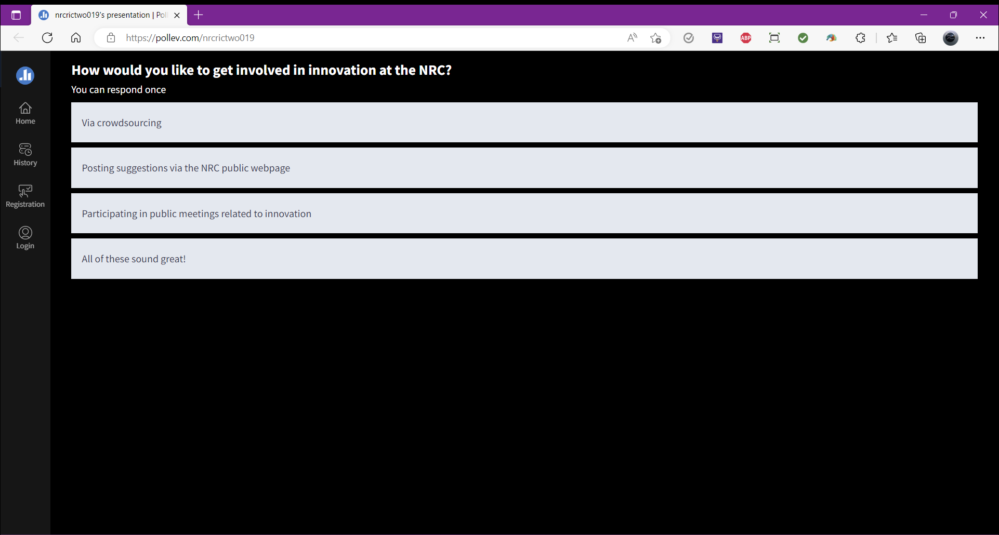 nrcrictwo019's presentation | Pol
https://pollev.com/nrcrictwo019
A
ABP
How would you like to get involved in innovation at the NRC?
You can respond once
Home
History
Registration
Login
Via crowdsourcing
Posting suggestions via the NRC public webpage
Participating in public meetings related to innovation
All of these sound great!